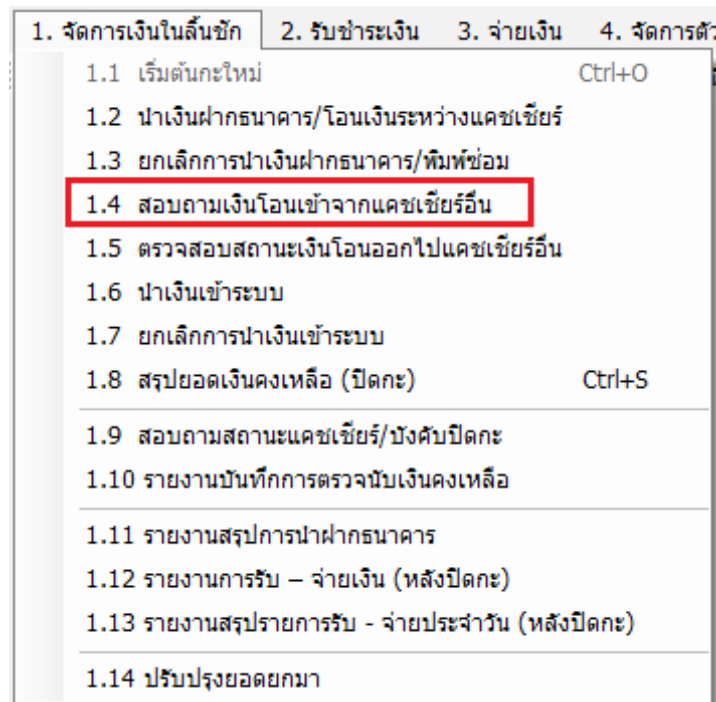 1. จัดการเงินในลิ้นชัก 2. รับชำระเงิน 3. จ่ายเงิน 4. จัดการตั๋ว
1.1 เริ่มต้นกะใหม่ Ctrl+O
1.2 นำเงินฝากธนาคาร/โอนเงินระหว่างแคชเชียร์
1.3 ยกเลิกการนำเงินฝากธนาคาร/พิมพ์ซ่อม
1.4 สอบถามเงินโอนเข้าจากแคชเชียร์อื่น
1.5 ตรวจสอบสถานะเงินโอนออกไปแคชเชียร์อื่น
1.6 นำเงินเข้าระบบ
1.7 ยกเลิกการนำเงินเข้าระบบ
1.8 สรุปยอดเงินคงเหลือ (ปิดกะ) Ctrl+S
1.9 สอบถามสถานะแคชเชียร์/บังคับปิดกะ
1.10 รายงานบันทึกการตรวจนับเงินคงเหลือ
1.11 รายงานสรุปการนำฝากธนาคาร
1.12 รายงานการรับ – จ่ายเงิน (หลังปิดกะ)
1.13 รายงานสรุปรายการรับ - จ่ายประจำวัน (หลังปิดกะ)
1.14 ปรับปรุงยอดยกมา